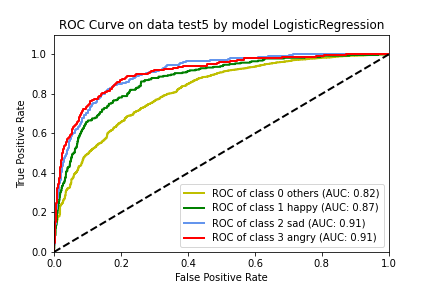 ROC Curve on data test5 by model LogisticRegression
True Positive Rate
1.0
0.8
0.6
0.4
0.2
0.0
ROC of class 0 others (AUC: 0.82)
ROC of class 1 happy (AUC: 0.87)
ROC of class 2 sad (AUC: 0.91)
ROC of class 3 angry (AUC: 0.91)
0.0 0.2 0.4 0.6 0.8 1.0
False Positive Rate